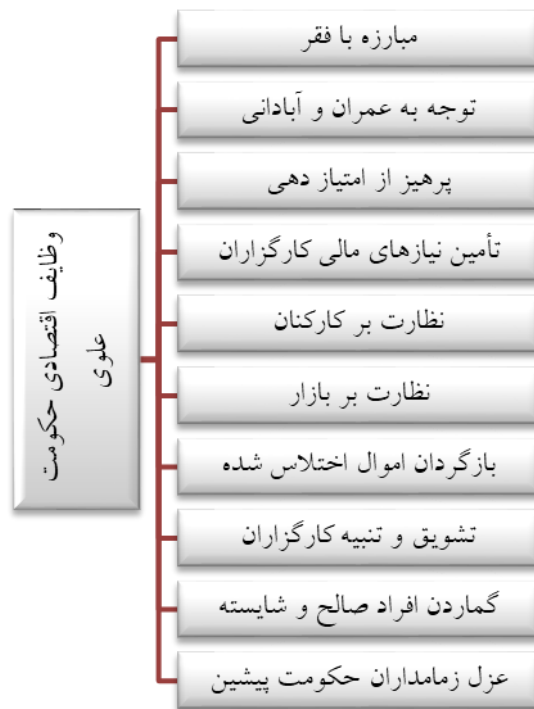 وظایف اقتصادی حکومت
علوی
مبارزه با فقر
توجه به عمران و آبادانی
پرهیز از امتیاز دهی
تأمین نیازهای مالی کارگزاران
نظارت بر کارکنان
نظارت بر بازار
بازگردان اموال اختلاس شده
تشویق و تنبیه کارگزاران
گماردن افراد صالح و شایسته
عزل زمامداران حکومت پیشین